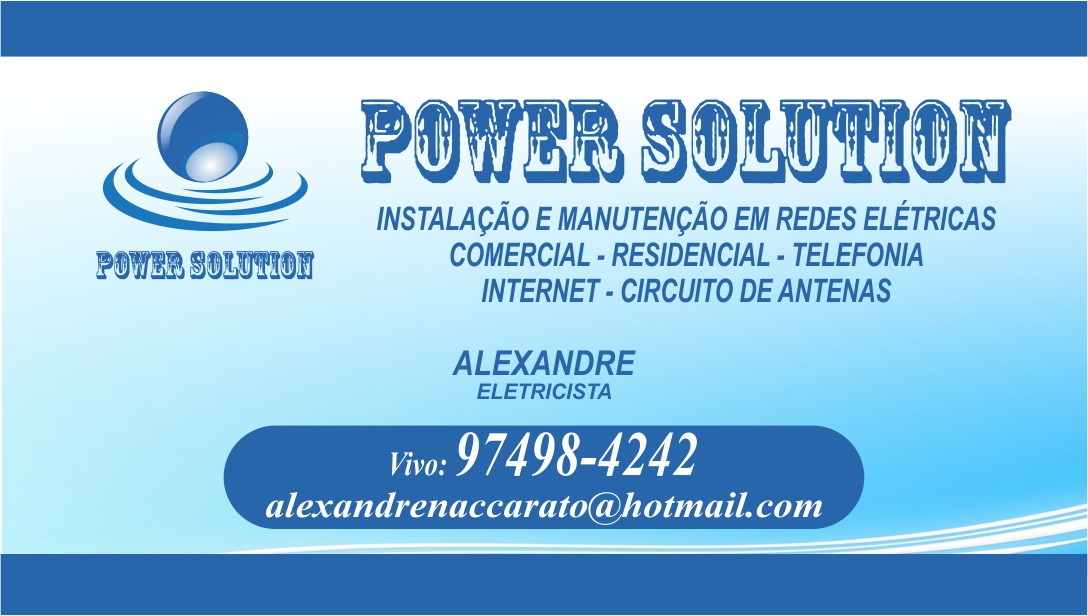 POWER SOLUTION
POWER SOLUTION
INSTALAÇÃO E MANUTENÇÃO EM REDES ELÉTRICAS
COMERCIAL - RESIDENCIAL - TELEFONIA
INTERNET - CIRCUITO DE ANTENAS
ALEXANDRE
ELETRICISTA
Vivo: 97498-4242
alexandrenaccarato@hotmail.com